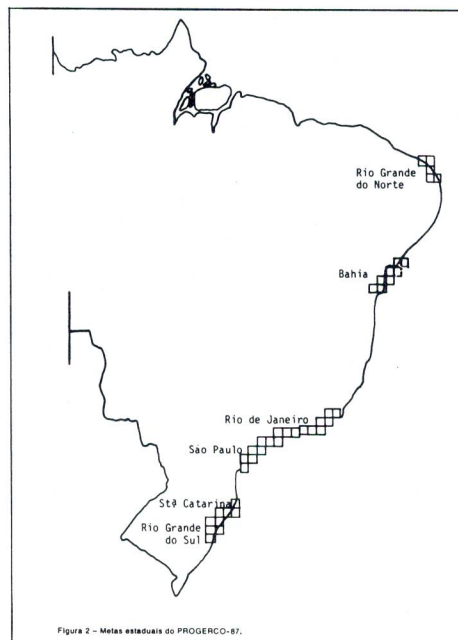 Rio Grande
do Norte
Bahia
Rio de Janeiro
São Paulo
Stª Catarina
Rio Grande
do Sul
Figura 2 – Metas estaduais do PROGERCO-87.